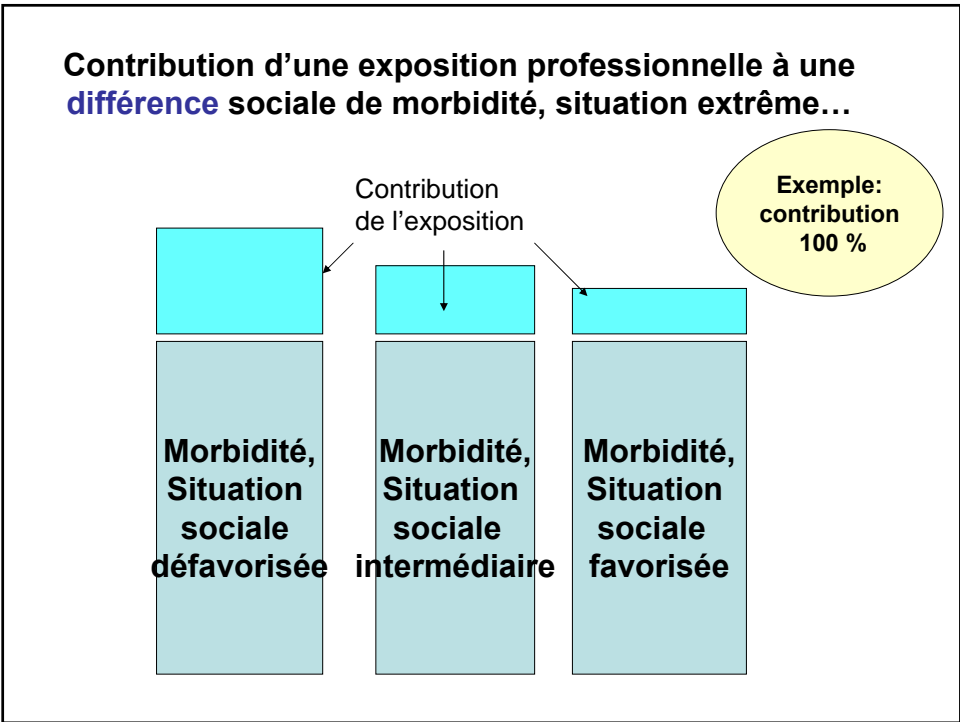 Contribution d’une exposition professionnelle à une
différence sociale de morbidité, situation extrême…
Contribution
de l’exposition
Exemple:
contribution
100 %
Morbidité,
Situation
sociale
défavorisée
Morbidité,
Situation
sociale
intermédiaire
Morbidité,
Situation
sociale
favorisée